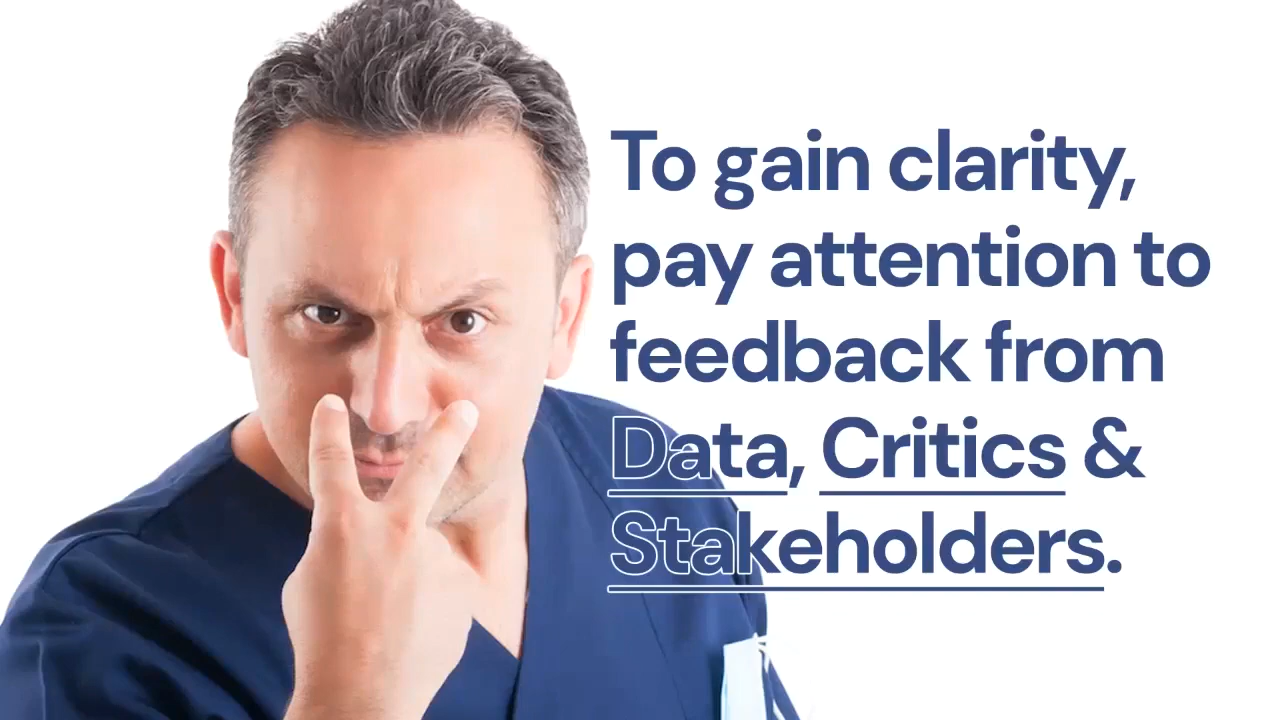 To gain clarity,
pay attention to
feedback from
Data, Critics &
Stakeholders.